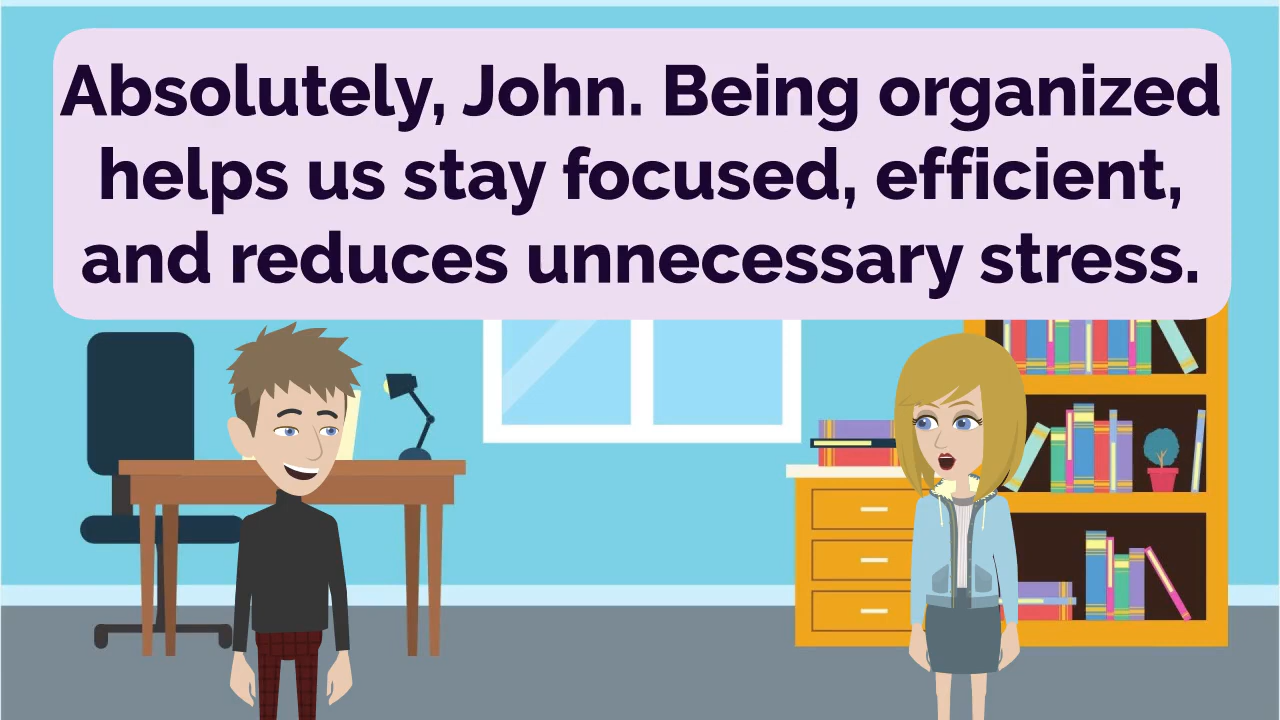 Absolutely, John. Being organized
helps us stay focused, efficient,
and reduces unnecessary stress.